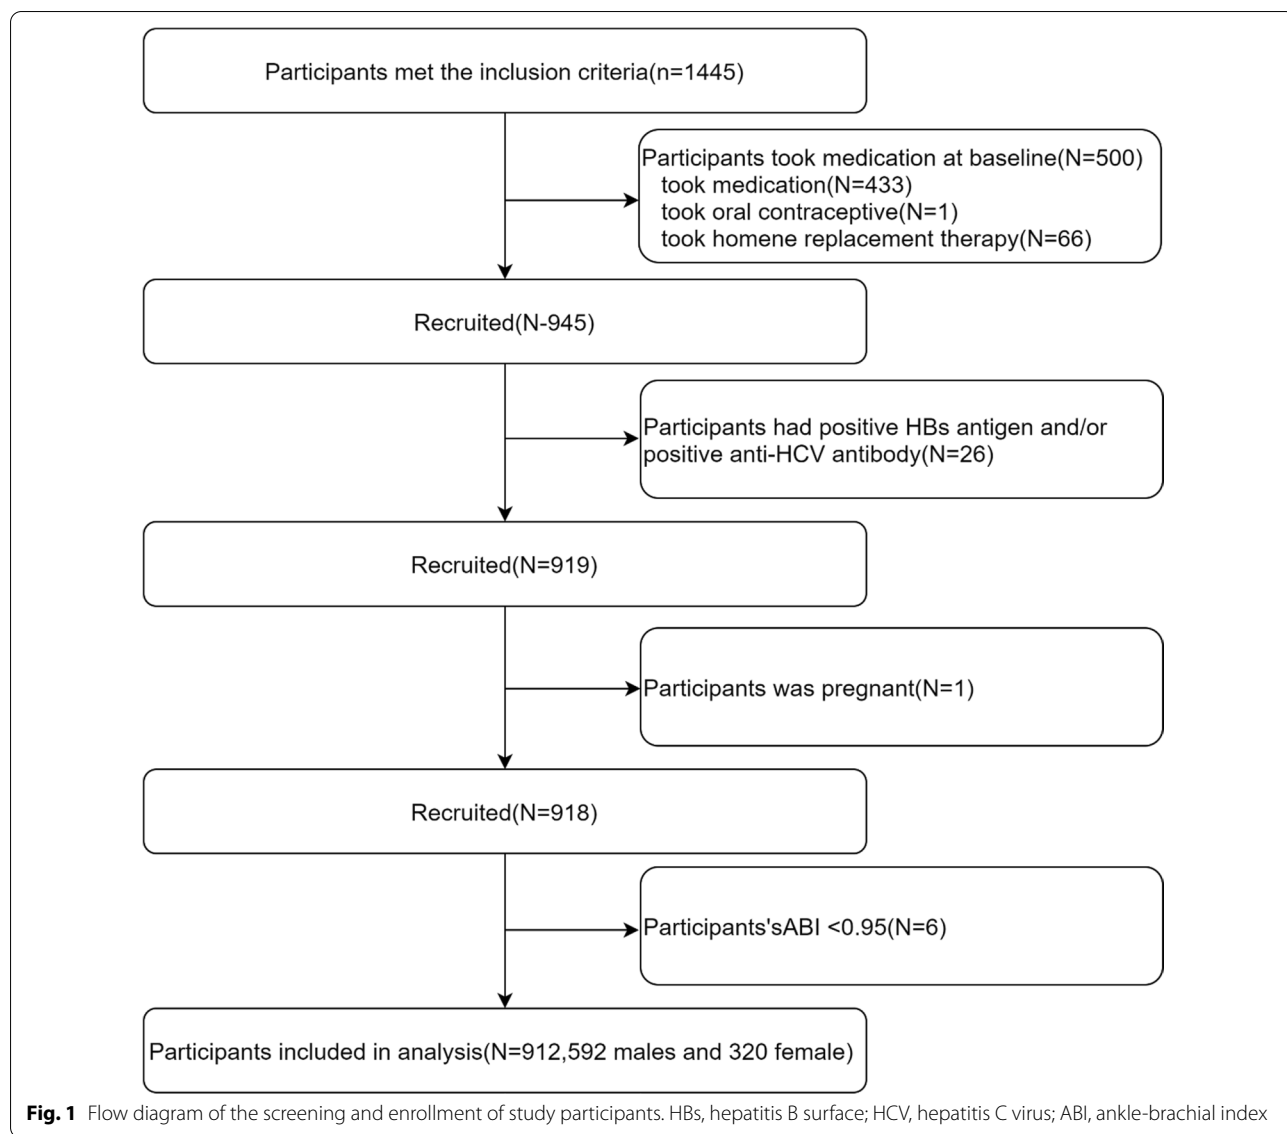 Participants met the inclusion criteria(n=1445)
Participants took medication at baseline(N=500)
took medication(N=433)
took oral contraceptive(N=1)
took homene replacement therapy(N=66)
Recruited(N-945)
Participants had positive HBs antigen and/or
positive anti-HCV antibody(N=26)
Recruited(N=919)
Participants was pregnant(N=1)
Recruited(N=918)
Participants'sABI <0.95(N=6)
Participants included in analysis(N=912,592 males and 320 female)
Fig. 1 Flow diagram of the screening and enrollment of study participants. HBs, hepatitis B surface; HCV, hepatitis C virus; ABI, ankle-brachial index